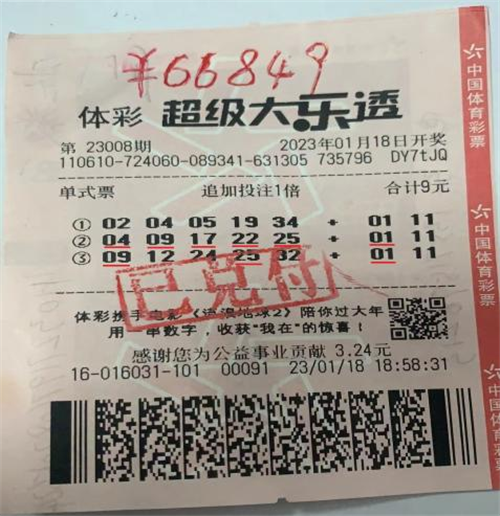 ¥66849
体彩 超级大乐透
第 23008期 2023年01月18日开奖
110610-724060-089341-631305 735796 DY7tJQ
单式票 追加投注1倍 合计9元
① 02 04 05 19 34 + 01 11
② 04 09 17 22 25 + 01 11
③ 09 12 24 25 32 + 01 11
已兑付
体彩携手电影《流浪地球2》陪你过大年
用一串数字，收获“我在”的惊喜！
感谢您为公益事业贡献 3.24元
16-016031-101 00091 23/01/18 18:58:31
中国体育彩票
中国体育彩票
中国体育彩票